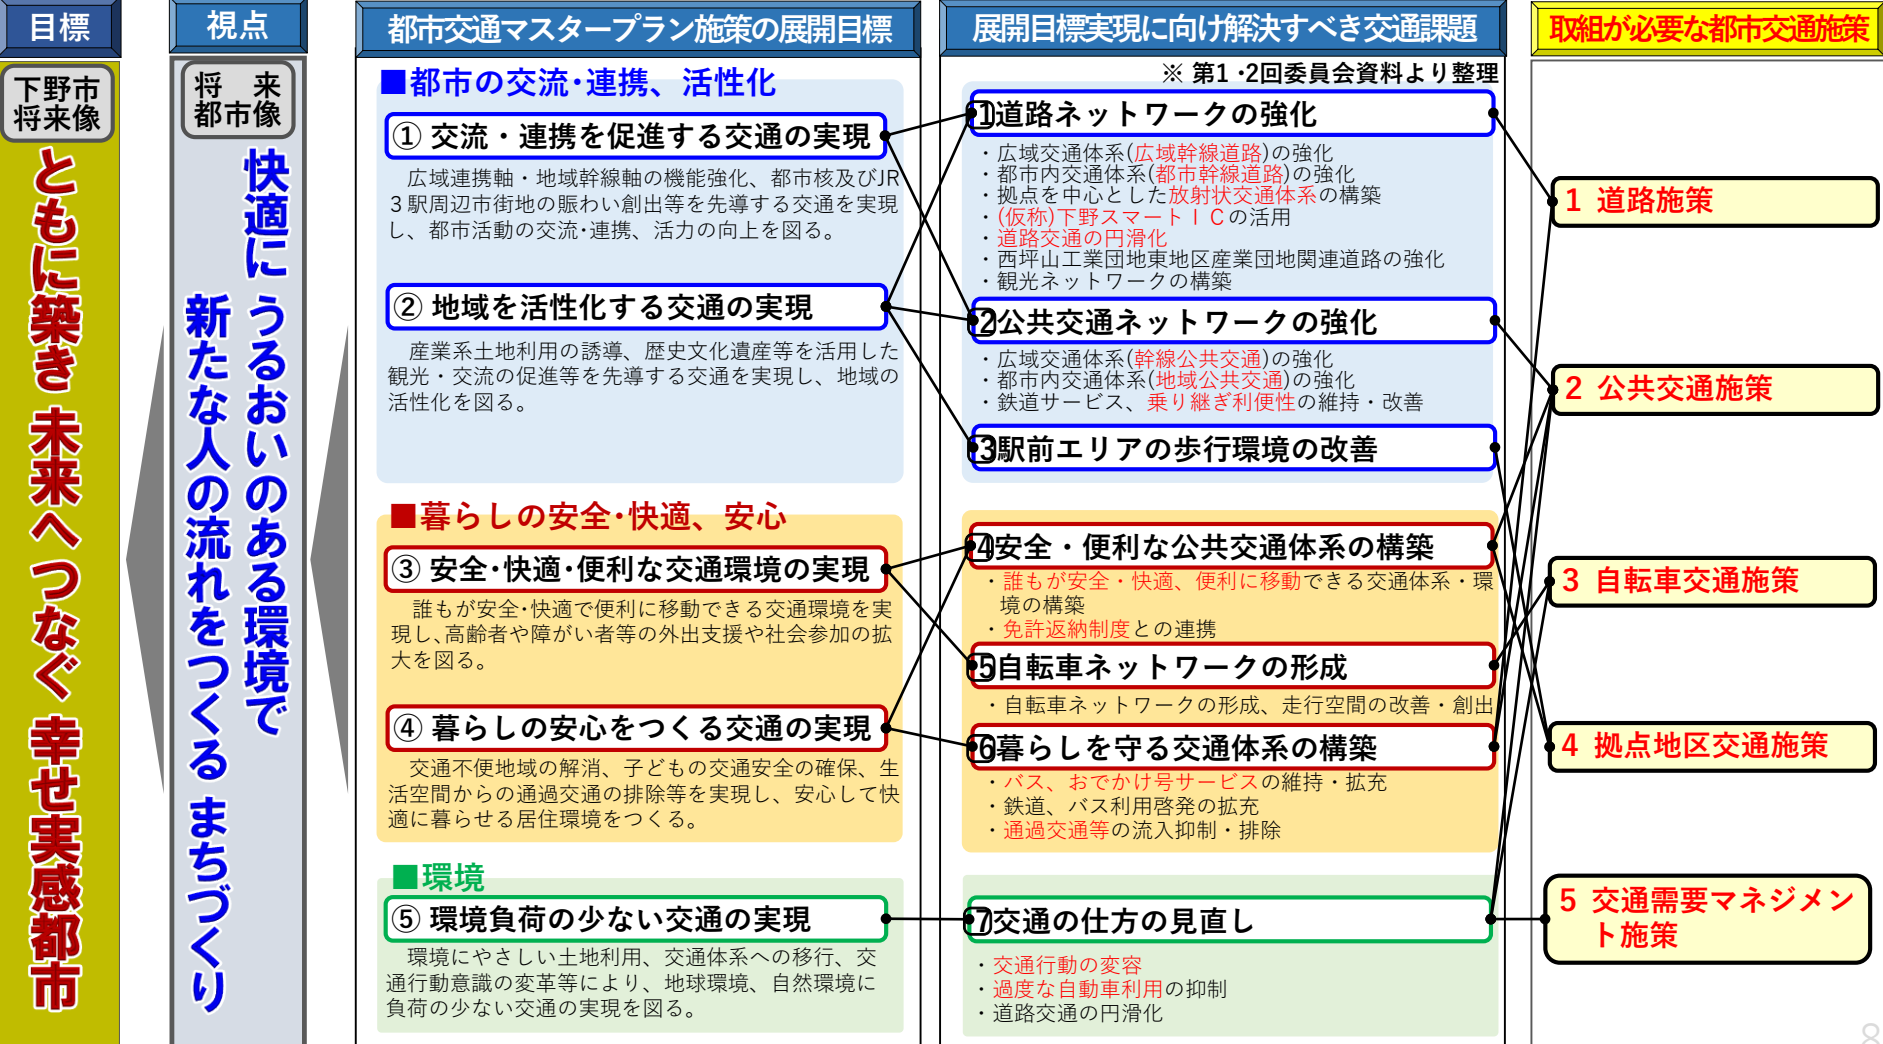 目標
下野市
将来像
ともに築き 未来へつなぐ 幸せ実感都市
視点
将　来
都市像
快適に うるおいのある環境で
新たな人の流れをつくる まちづくり
都市交通マスタープラン施策の展開目標
■都市の交流･連携、活性化
① 交流・連携を促進する交通の実現
広域連携軸・地域幹線軸の機能強化、都市核及びJR
３駅周辺市街地の賑わい創出等を先導する交通を実現
し、都市活動の交流･連携、活力の向上を図る。
② 地域を活性化する交通の実現
産業系土地利用の誘導、歴史文化遺産等を活用した
観光・交流の促進等を先導する交通を実現し、地域の
活性化を図る。
■暮らしの安全･快適、安心
③ 安全･快適･便利な交通環境の実現
誰もが安全･快適で便利に移動できる交通環境を実
現し､高齢者や障がい者等の外出支援や社会参加の拡
大を図る。
④ 暮らしの安心をつくる交通の実現
交通不便地域の解消、子どもの交通安全の確保、生
活空間からの通過交通の排除等を実現し、安心して快
適に暮らせる居住環境をつくる。
■環境
⑤ 環境負荷の少ない交通の実現
環境にやさしい土地利用、交通体系への移行、交
通行動意識の変革等により、地球環境、自然環境に
負荷の少ない交通の実現を図る。
展開目標実現に向け解決すべき交通課題
※ 第1･2回委員会資料より整理
1道路ネットワークの強化
・広域交通体系(広域幹線道路)の強化
・都市内交通体系(都市幹線道路)の強化
・拠点を中心とした放射状交通体系の構築
・(仮称)下野スマートＩＣの活用
・道路交通の円滑化
・西坪山工業団地東地区産業団地関連道路の強化
・観光ネットワークの構築
2公共交通ネットワークの強化
・広域交通体系(幹線公共交通)の強化
・都市内交通体系(地域公共交通)の強化
・鉄道サービス、乗り継ぎ利便性の維持・改善
3駅前エリアの歩行環境の改善
4安全・便利な公共交通体系の構築
・誰もが安全・快適、便利に移動できる交通体系・環
境の構築
・免許返納制度との連携
5自転車ネットワークの形成
・自転車ネットワークの形成、走行空間の改善・創出
6暮らしを守る交通体系の構築
・バス、おでかけ号サービスの維持・拡充
・鉄道、バス利用啓発の拡充
・通過交通等の流入抑制・排除
7交通の仕方の見直し
・交通行動の変容
・過度な自動車利用の抑制
・道路交通の円滑化
取組が必要な都市交通施策
1 道路施策
2 公共交通施策
3 自転車交通施策
4 拠点地区交通施策
5 交通需要マネジメン
ト施策
8